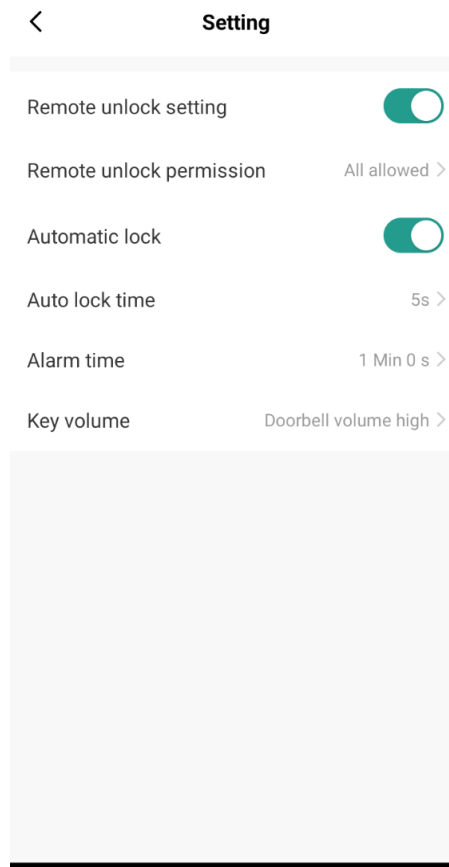 Setting
Remote unlock setting
Remote unlock permission All allowed
Automatic lock
Auto lock time 5s
Alarm time 1 Min 0 s
Key volume Doorbell volume high